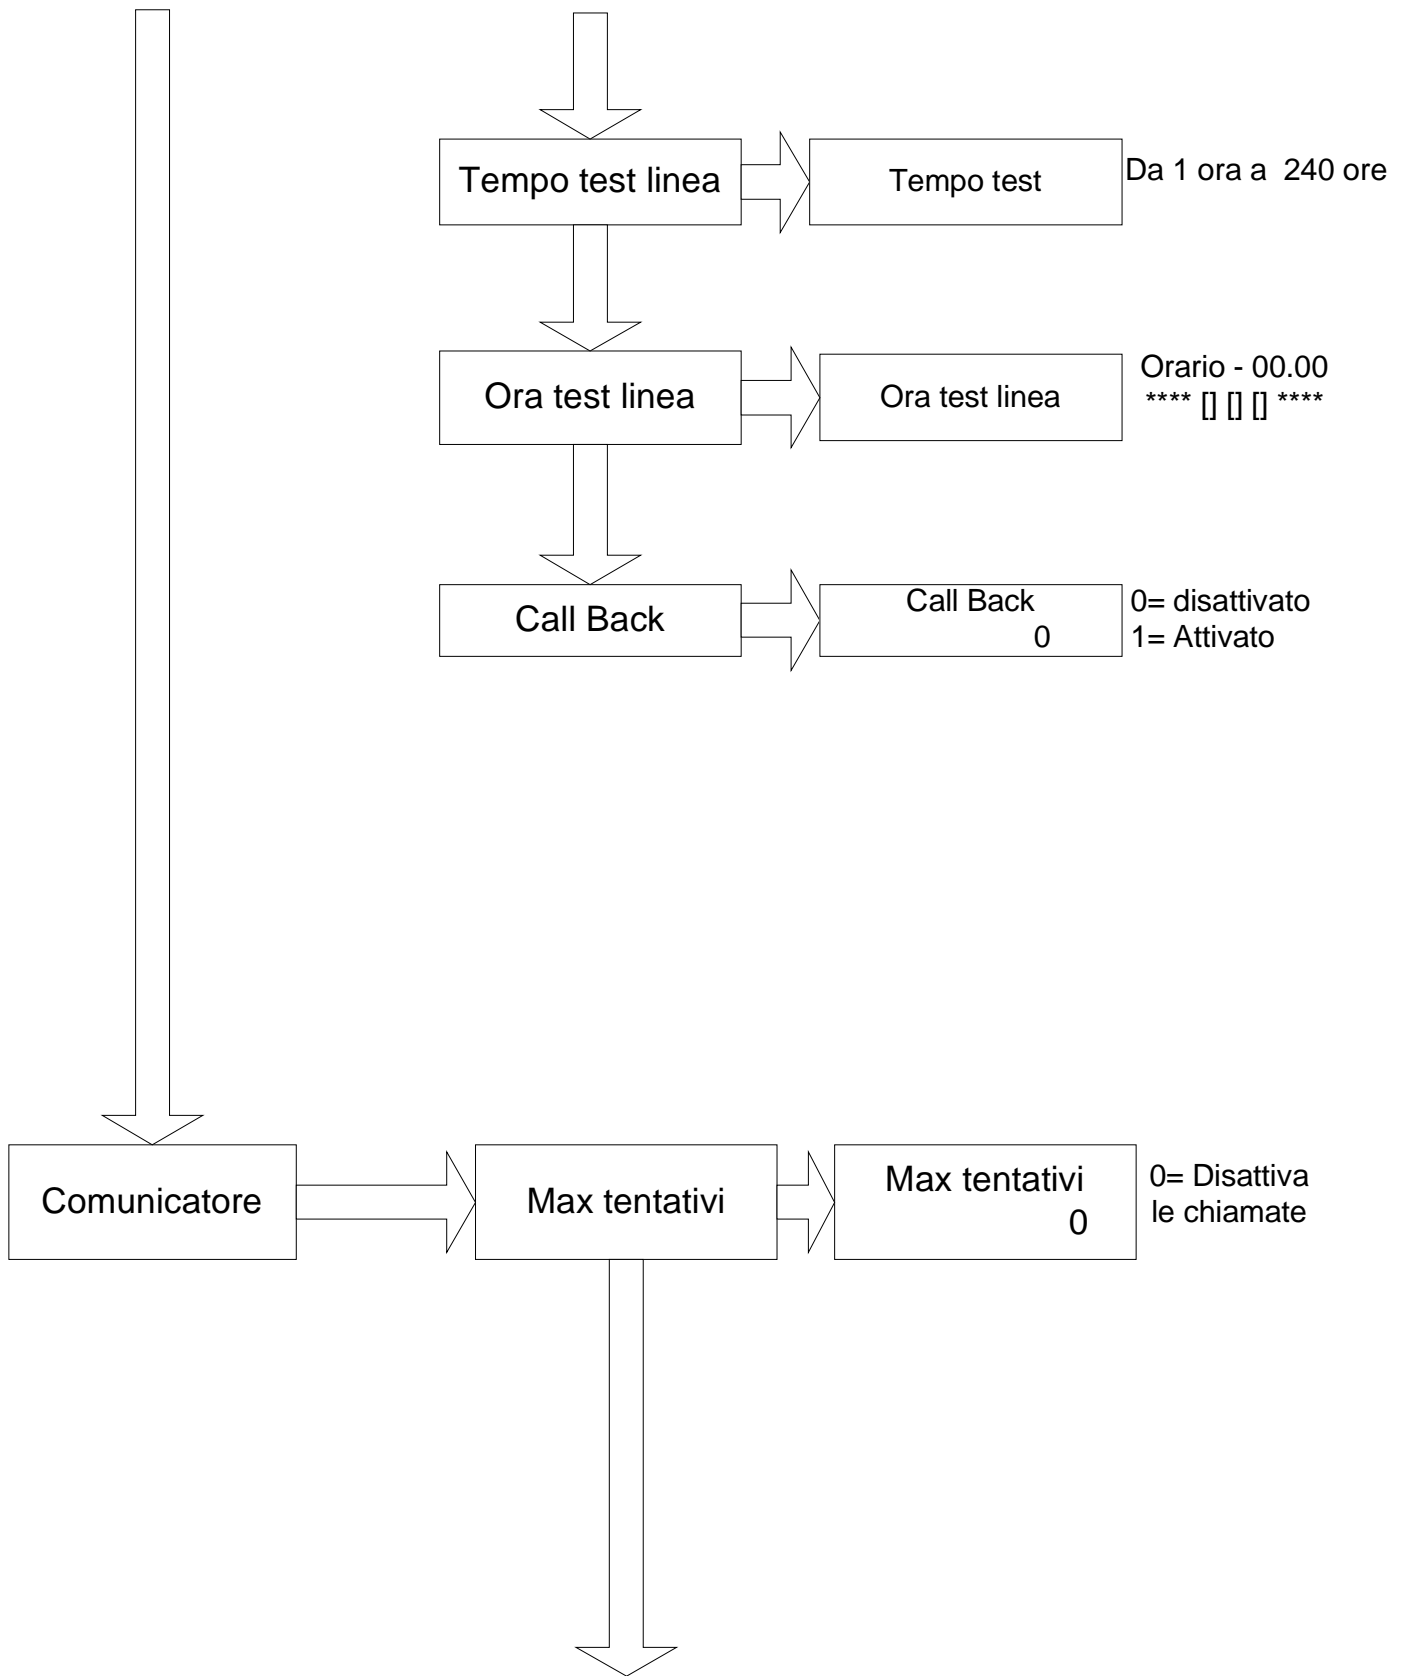 Tempo test linea
Tempo test
Da 1 ora a  240 ore
Ora test linea
Ora test linea
Orario - 00.00
**** [] [] [] ****
Call Back
Call Back
0
0= disattivato
1= Attivato
Comunicatore
Max tentativi
Max tentativi
0
0= Disattiva
le chiamate